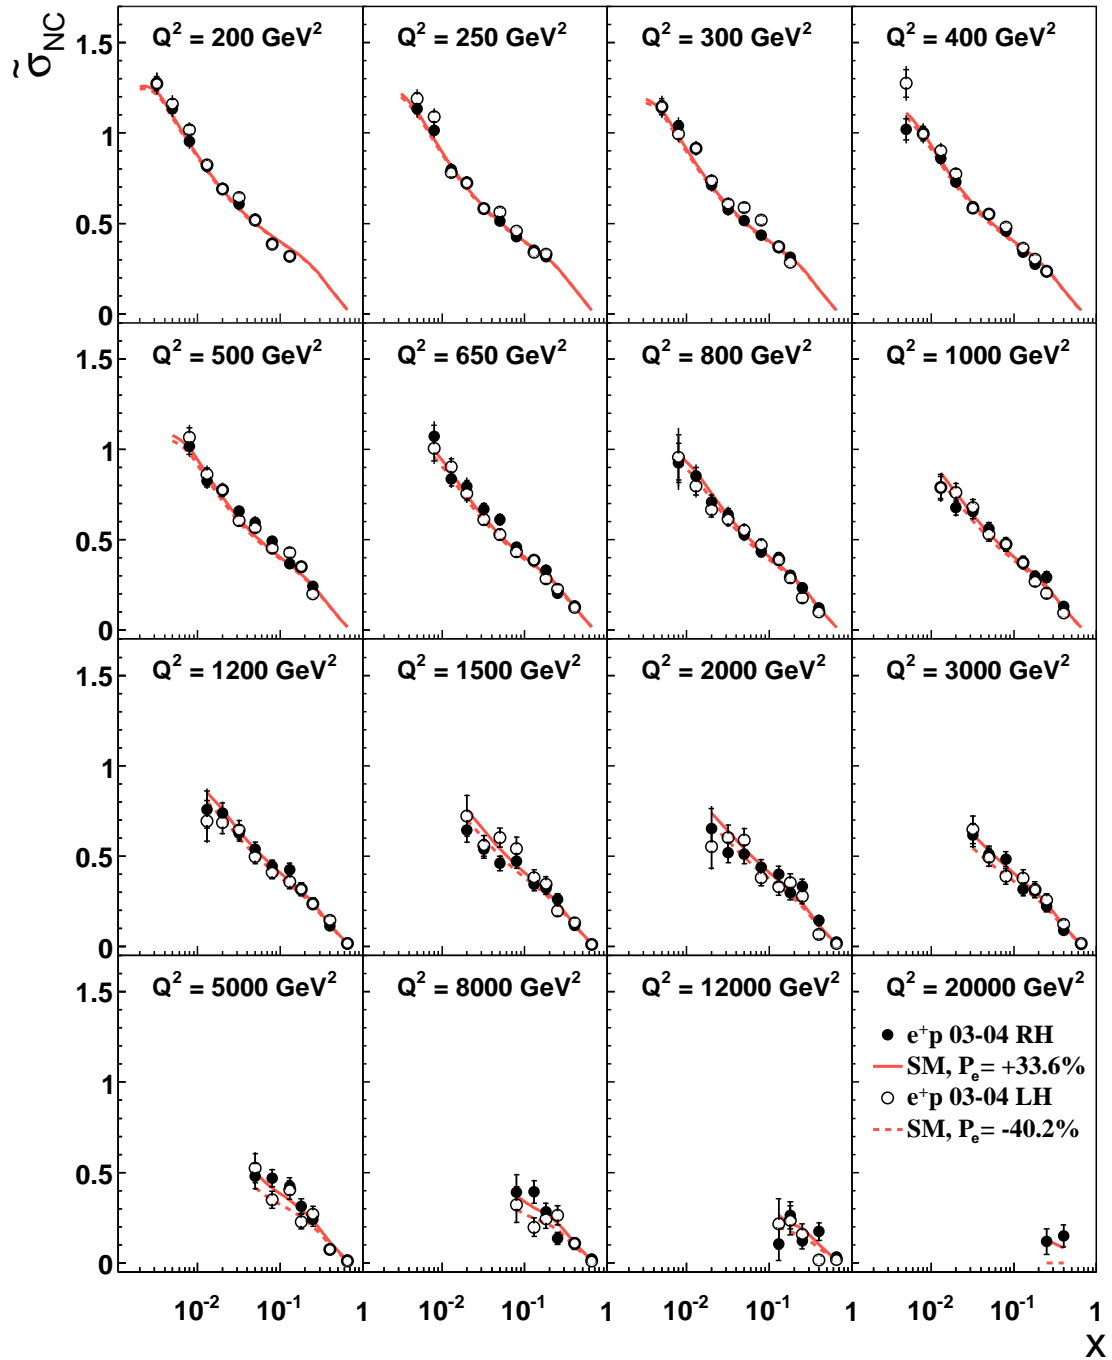 σ̃_NC
Q² = 200 GeV²
Q² = 250 GeV²
Q² = 300 GeV²
Q² = 400 GeV²
1.5
1
0.5
0
Q² = 500 GeV²
Q² = 650 GeV²
Q² = 800 GeV²
Q² = 1000 GeV²
1.5
1
0.5
0
Q² = 1200 GeV²
Q² = 1500 GeV²
Q² = 2000 GeV²
Q² = 3000 GeV²
1.5
1
0.5
0
Q² = 5000 GeV²
Q² = 8000 GeV²
Q² = 12000 GeV²
Q² = 20000 GeV²
1.5
1
0.5
0
e⁺p 03-04 RH
SM, Pₑ= +33.6%
e⁺p 03-04 LH
SM, Pₑ= -40.2%
10⁻² 10⁻¹ 10⁻² 10⁻¹ 10⁻² 10⁻¹ 10⁻² 10⁻¹ 1
x